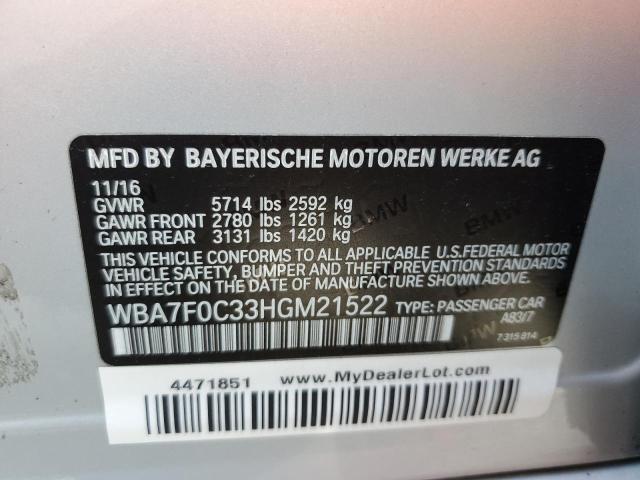 MFD BY BAYERISCHE MOTOREN WERKE AG
11/16
GVWR 5714 lbs 2592 kg
GAWR FRONT 2780 lbs 1261 kg
GAWR REAR 3131 lbs 1420 kg
THIS VEHICLE CONFORMS TO ALL APPLICABLE U.S.FEDERAL MOTOR
VEHICLE SAFETY, BUMPER AND THEFT PREVENTION STANDARDS
IN EFFECT ON THE DATE OF MANUFACTURE SHOWN ABOVE.
WBA7F0C33HGM21522 TYPE: PASSENGER CAR
A83/7
7 315 814
4471851 www.MyDealerLot.com